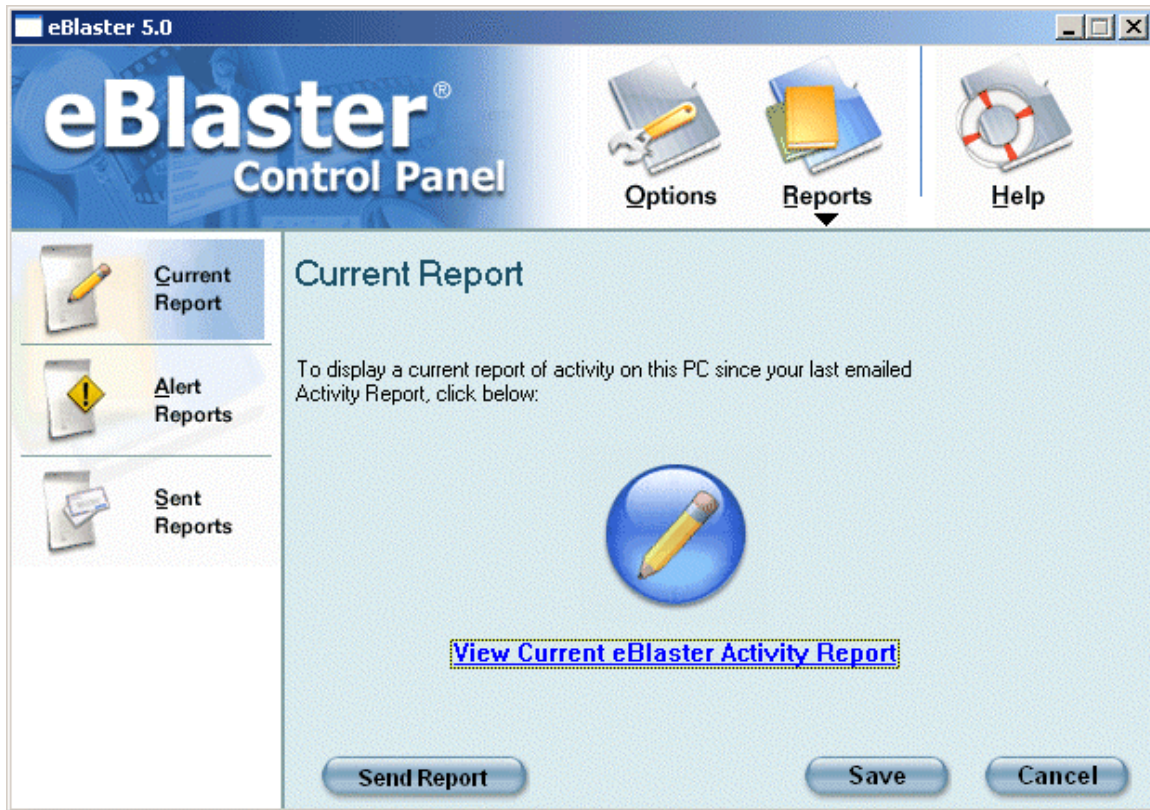 eBlaster 5.0
eBlaster®
Control Panel
Options
Reports
Help
Current
Report
Alert
Reports
Sent
Reports
Current Report
To display a current report of activity on this PC since your last emailed
Activity Report, click below:
View Current eBlaster Activity Report
Send Report
Save
Cancel